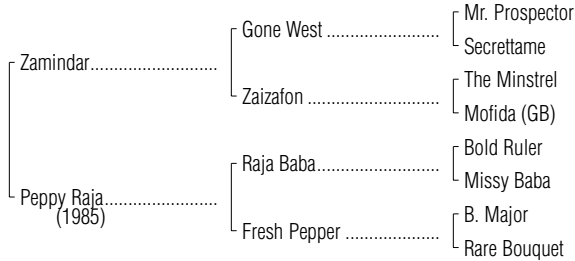 Mr. Prospector
Gone West
Secrettame
Zamindar
The Minstrel
Zaizafon
Mofida (GB)
Bold Ruler
Raja Baba
Missy Baba
Peppy Raja
(1985)
B. Major
Fresh Pepper
Rare Bouquet